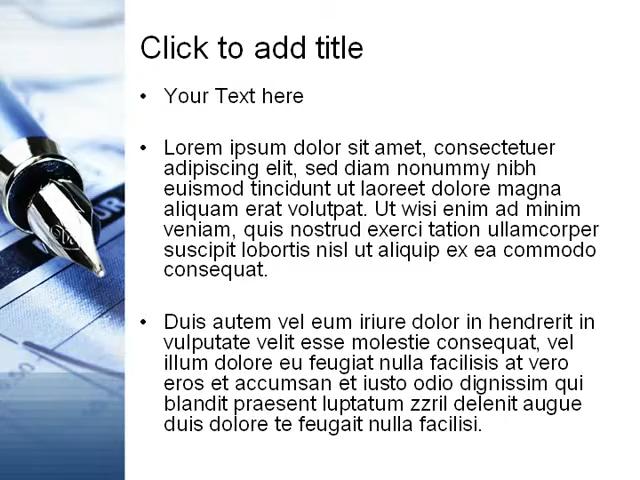 Click to add title
• Your Text here
• Lorem ipsum dolor sit amet, consectetuer
adipiscing elit, sed diam nonummy nibh
euismod tincidunt ut laoreet dolore magna
aliquam erat volutpat. Ut wisi enim ad minim
veniam, quis nostrud exerci tation ullamcorper
suscipit lobortis nisl ut aliquip ex ea commodo
consequat.
• Duis autem vel eum iriure dolor in hendrerit in
vulputate velit esse molestie consequat, vel
illum dolore eu feugiat nulla facilisis at vero
eros et accumsan et iusto odio dignissim qui
blandit praesent luptatum zzril delenit augue
duis dolore te feugait nulla facilisi.